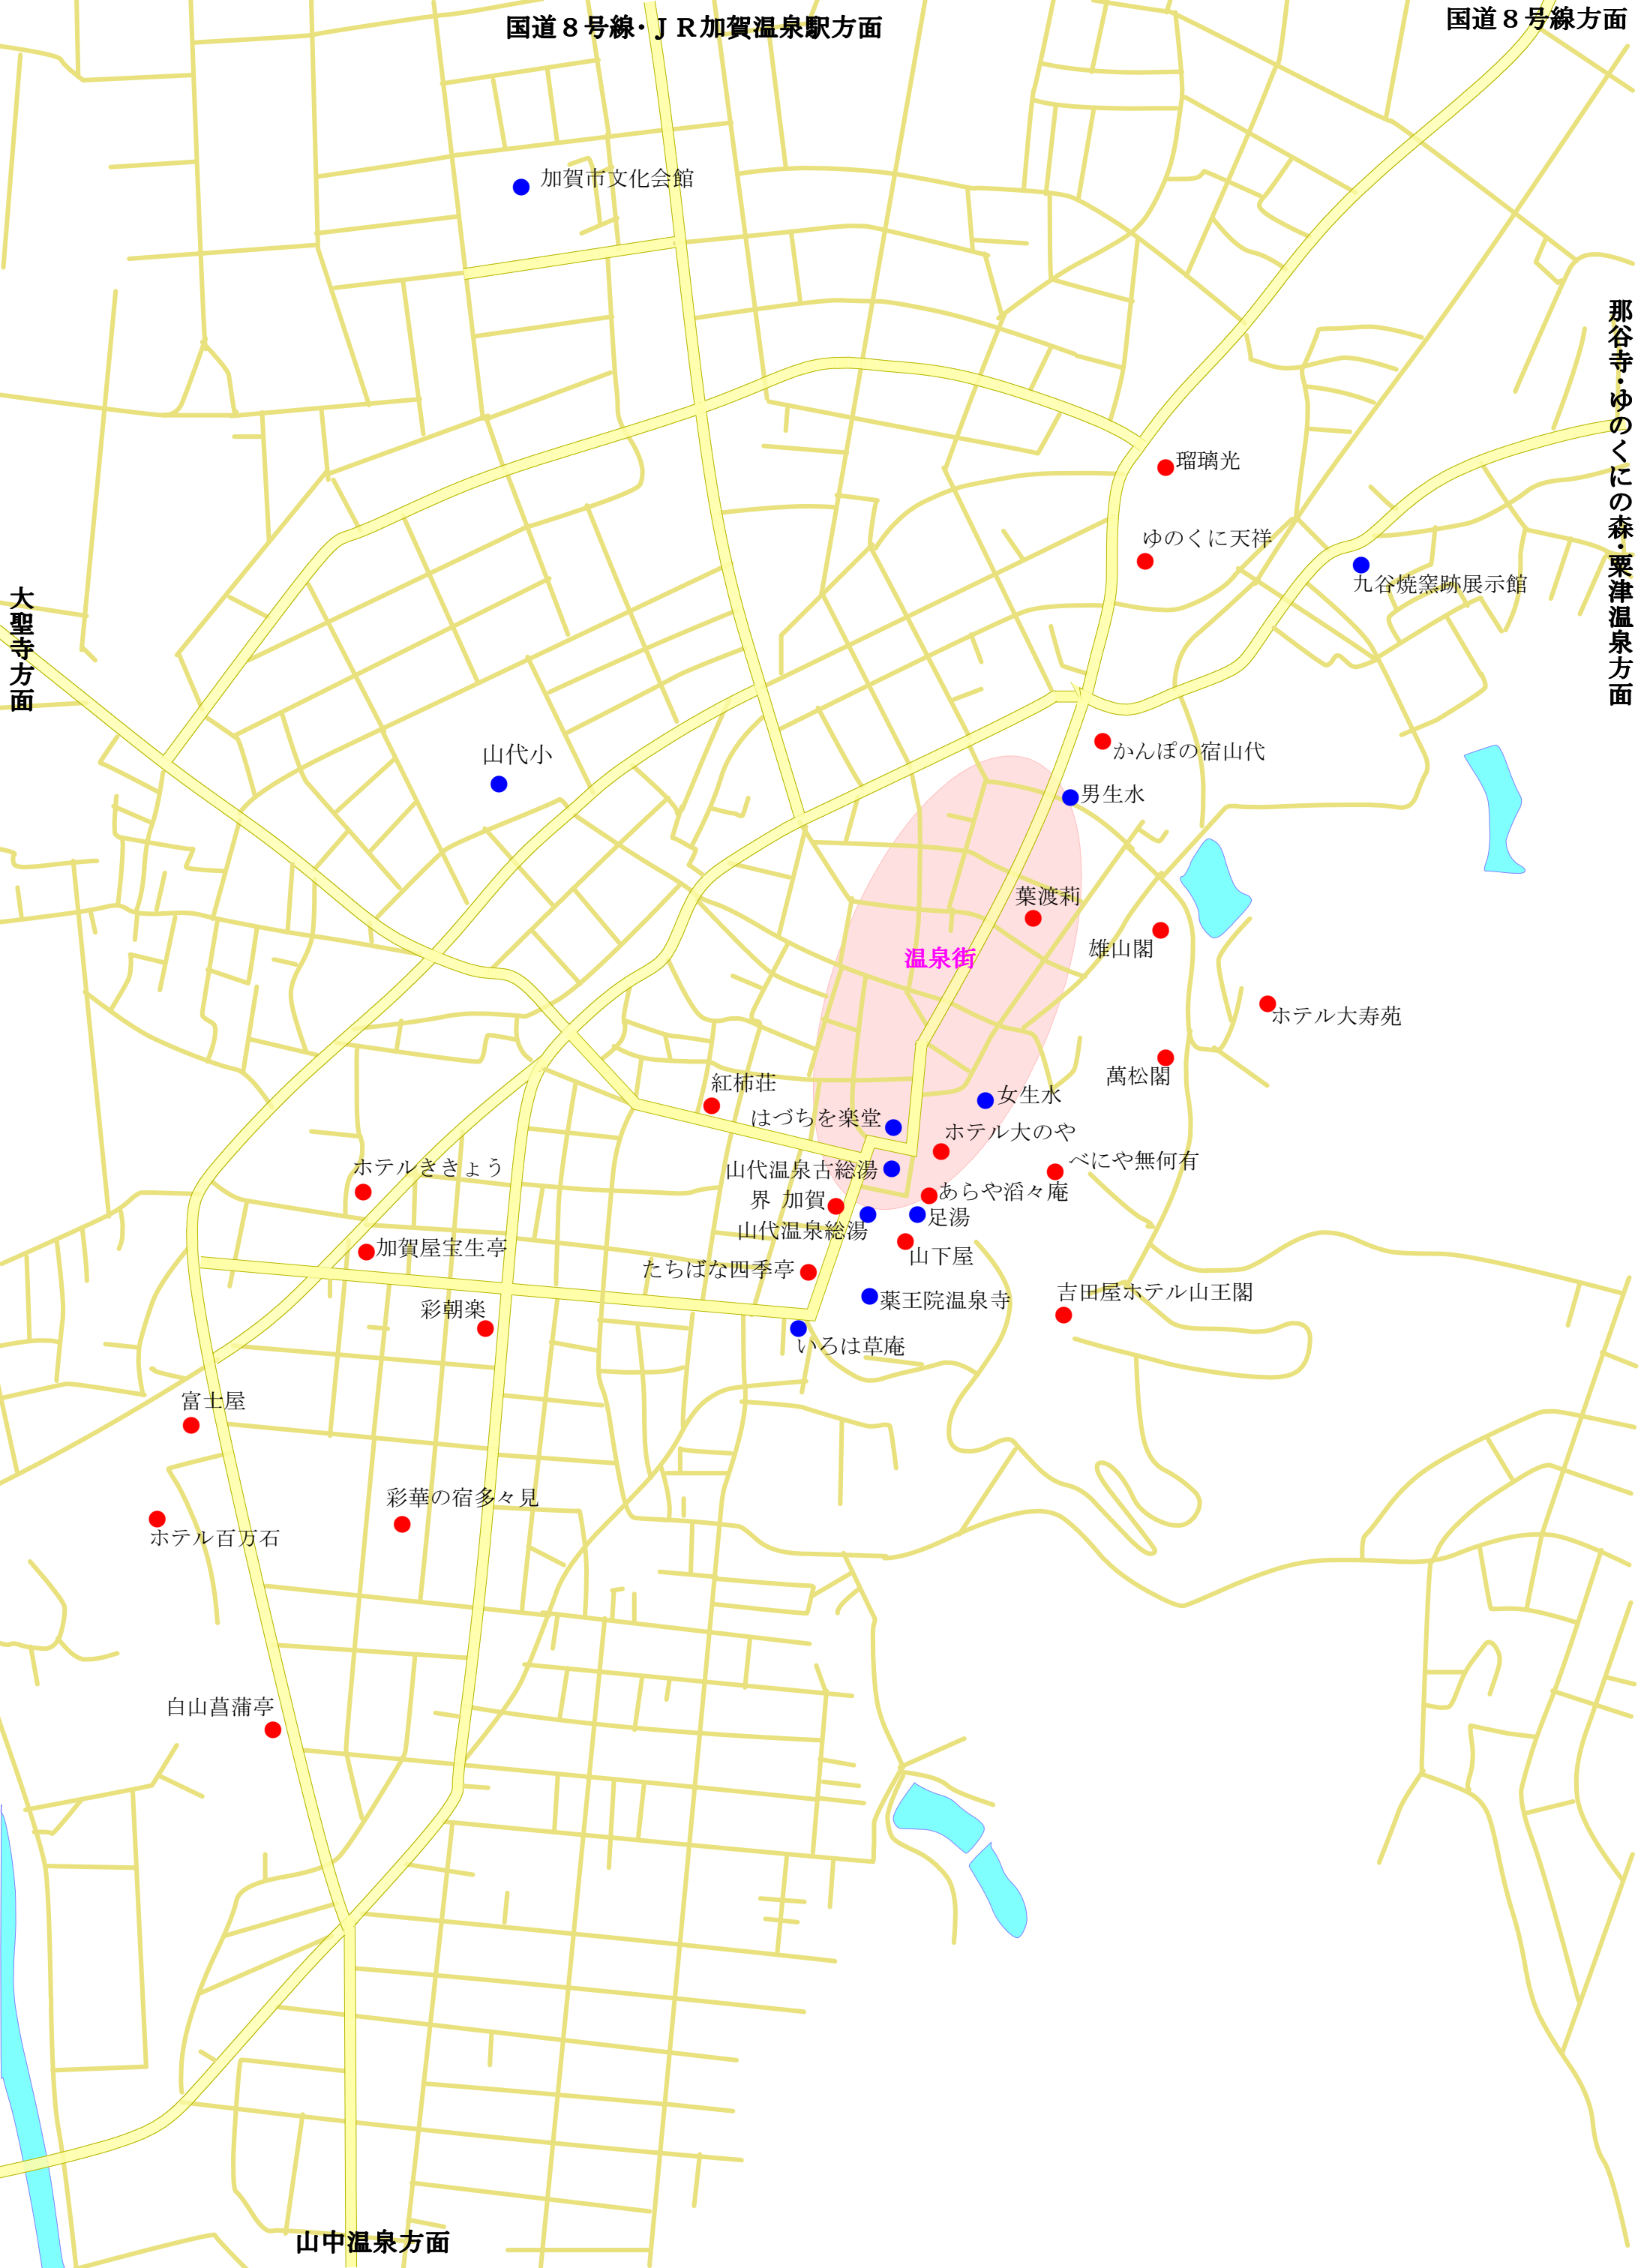 国道８号線・ＪＲ加賀温泉駅方面
国道８号線方面
加賀市文化会館
那谷寺・ゆのくにの森・粟津温泉方面
瑠璃光
ゆのくに天祥
九谷焼窯跡展示館
大聖寺方面
山代小
かんぽの宿山代
男生水
葉渡莉
雄山閣
温泉街
ホテル大寿苑
萬松閣
紅柿荘
女生水
はづちを楽堂
ホテル大のや
べにや無何有
ホテルききょう
山代温泉古総湯
あらや滔々庵
界 加賀
足湯
山代温泉総湯
加賀屋宝生亭
山下屋
たちばな四季亭
吉田屋ホテル山王閣
薬王院温泉寺
彩朝楽
いろは草庵
富士屋
彩華の宿多々見
ホテル百万石
白山菖蒲亭
山中温泉方面